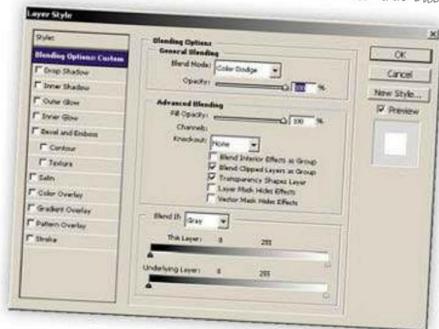 Layer Style
Styles
Blending Options: Custom
Drop Shadow
Inner Shadow
Outer Glow
Inner Glow
Bevel and Emboss
Contour
Texture
Satin
Color Overlay
Gradient Overlay
Pattern Overlay
Stroke
Blending Options
General Blending
Blend Mode: Color Dodge
Opacity: 100 %
Advanced Blending
Fill Opacity: 100 %
Channels:
Knockout: None
Blend Interior Effects as Group
Blend Clipped Layers as Group
Transparency Shapes Layer
Layer Mask Hides Effects
Vector Mask Hides Effects
Blend If: Gray
This Layer: 0 255
Underlying Layer: 0 255
OK
Cancel
New Style...
Preview